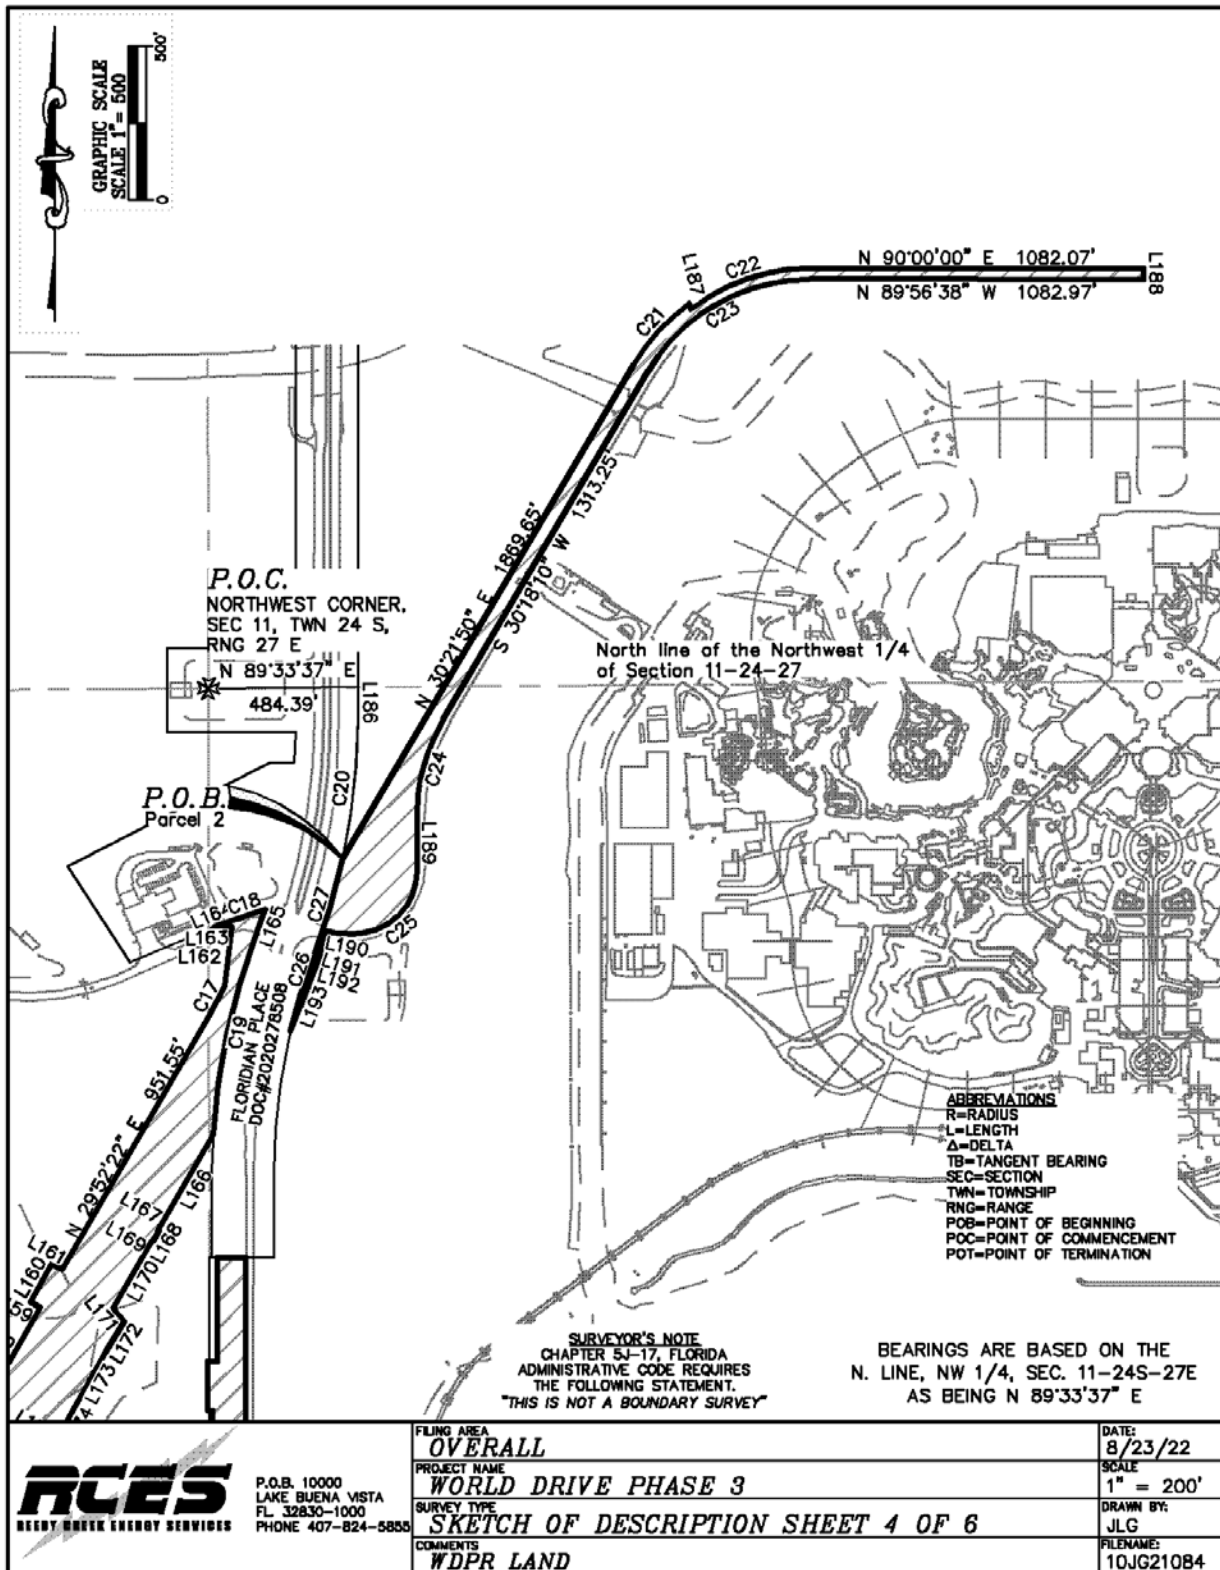 GRAPHIC SCALE
SCALE 1" = 500
0
500'
L187
C22
N 90°00'00" E 1082.07'
L188
N 89°56'38" W 1082.97'
C23
C21
1313.25'
S 30°18'10" W
N 30°21'50" E 1869.65'
P.O.C.
NORTHWEST CORNER,
SEC 11, TWN 24 S,
RNG 27 E
N 89°33'37" E
484.39'
L186
North line of the Northwest 1/4
of Section 11-24-27
C24
C20
P.O.B.
Parcel 2
L189
C27
C25
L164
C18
L165
L163
L162
L190
L191
L192
C26
L193
C17
C19
FLORIDIAN PLACE
DOC#2020278508
N 29°52'22" E 951.55'
L166
L167
L168
L169
L161
L160
L170
L171
L172
L173
ABBREVIATIONS
R=RADIUS
L=LENGTH
Δ=DELTA
TB=TANGENT BEARING
SEC=SECTION
TWN=TOWNSHIP
RNG=RANGE
POB=POINT OF BEGINNING
POC=POINT OF COMMENCEMENT
POT=POINT OF TERMINATION
SURVEYOR'S NOTE
CHAPTER 5J-17, FLORIDA
ADMINISTRATIVE CODE REQUIRES
THE FOLLOWING STATEMENT.
"THIS IS NOT A BOUNDARY SURVEY"
BEARINGS ARE BASED ON THE
N. LINE, NW 1/4, SEC. 11-24S-27E
AS BEING N 89°33'37" E
RCES
REEDY CREEK ENERGY SERVICES
P.O.B. 10000
LAKE BUENA VISTA
FL 32830-1000
PHONE 407-824-5855
FILING AREA
OVERALL
PROJECT NAME
WORLD DRIVE PHASE 3
SURVEY TYPE
SKETCH OF DESCRIPTION SHEET 4 OF 6
COMMENTS
WDPR LAND
DATE:
8/23/22
SCALE
1" = 200'
DRAWN BY:
JLG
FILENAME:
10JG21084